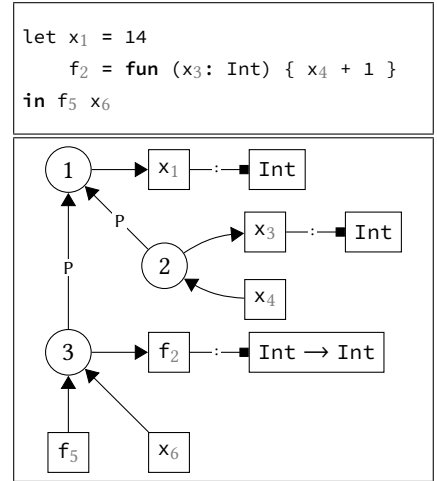 let x₁ = 14
f₂ = fun (x₃: Int) { x₄ + 1 }
in f₅ x₆
1 x₁ : Int
P x₃ : Int
P 2
x₄
3 f₂ : Int → Int
f₅ x₆